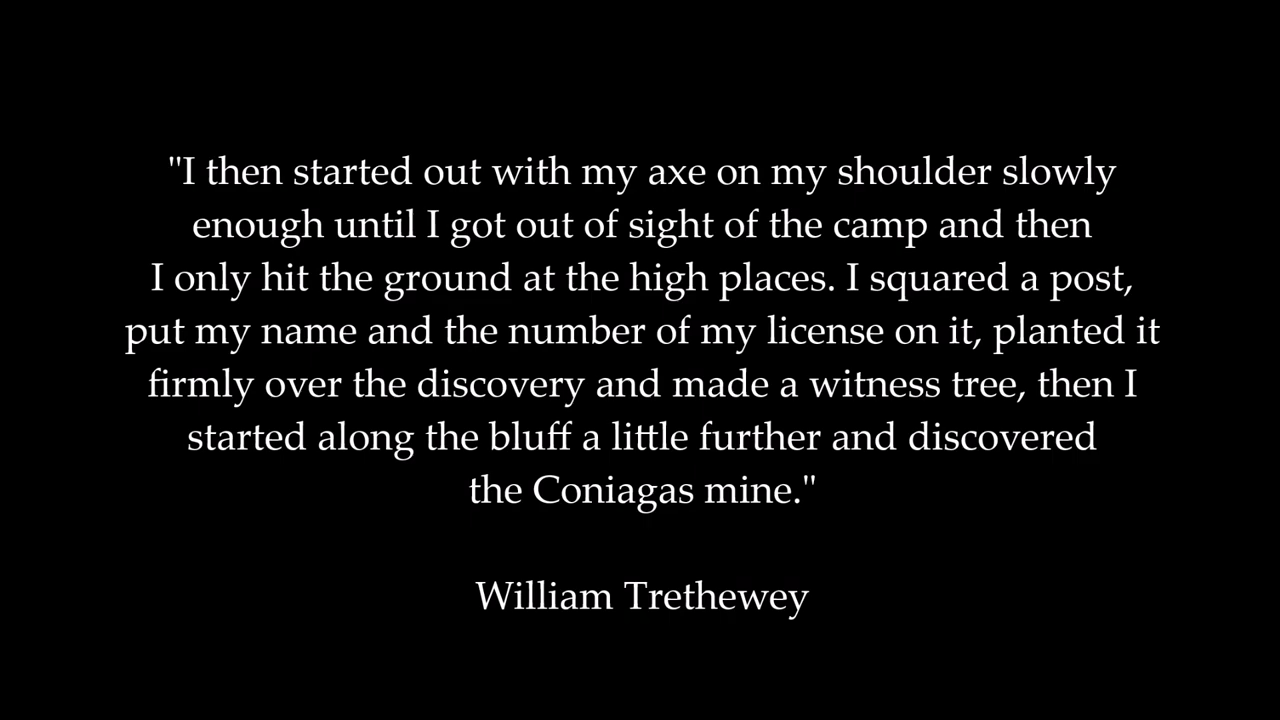 "I then started out with my axe on my shoulder slowly
enough until I got out of sight of the camp and then
I only hit the ground at the high places. I squared a post,
put my name and the number of my license on it, planted it
firmly over the discovery and made a witness tree, then I
started along the bluff a little further and discovered
the Coniagas mine."
William Trethewey